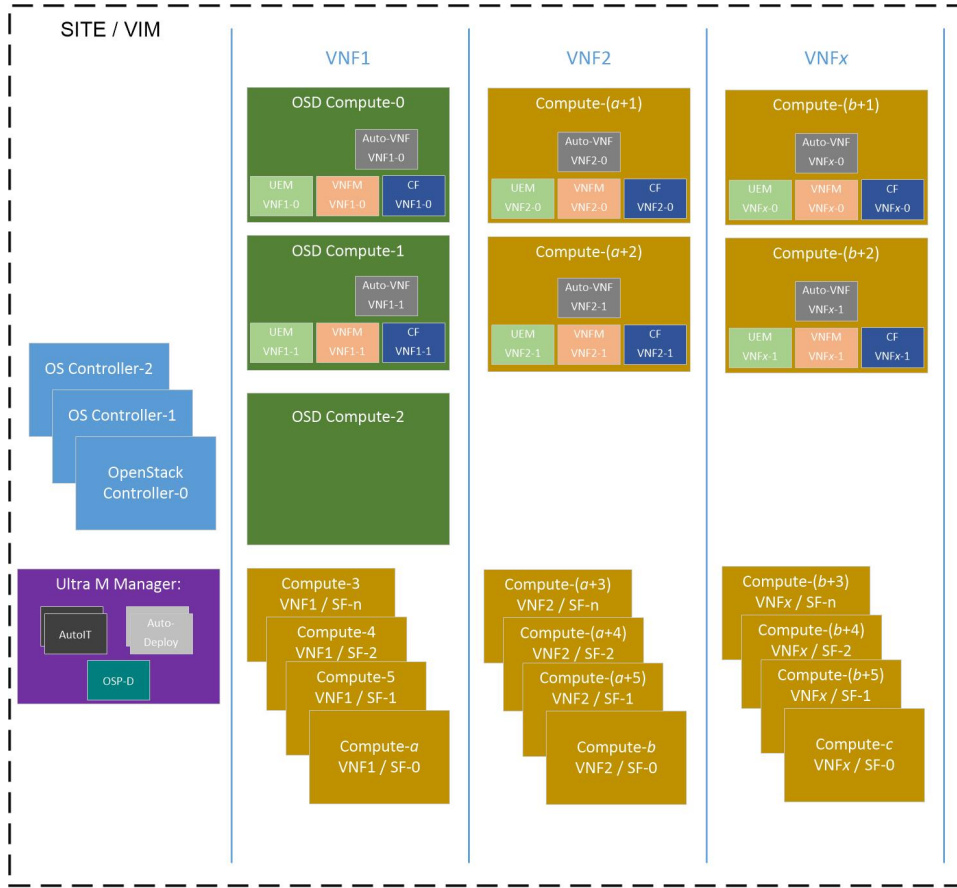 SITE / VIM
VNF1
VNF2
VNFx
OSD Compute-0
Auto-VNF
VNF1-0
UEM
VNF1-0
VNFM
VNF1-0
CF
VNF1-0
Compute-(a+1)
Auto-VNF
VNF2-0
UEM
VNF2-0
VNFM
VNF2-0
CF
VNF2-0
Compute-(b+1)
Auto-VNF
VNFx-0
UEM
VNFx-0
VNFM
VNFx-0
CF
VNFx-0
OSD Compute-1
Auto-VNF
VNF1-1
UEM
VNF1-1
VNFM
VNF1-1
CF
VNF1-1
Compute-(a+2)
Auto-VNF
VNF2-1
UEM
VNF2-1
VNFM
VNF2-1
CF
VNF2-1
Compute-(b+2)
Auto-VNF
VNFx-1
UEM
VNFx-1
VNFM
VNFx-1
CF
VNFx-1
OS Controller-2
OS Controller-1
OpenStack
Controller-0
OSD Compute-2
Ultra M Manager:
AutoIT
Auto-
Deploy
OSP-D
Compute-3
VNF1 / SF-n
Compute-4
VNF1 / SF-2
Compute-5
VNF1 / SF-1
Compute-a
VNF1 / SF-0
Compute-(a+3)
VNF2 / SF-n
Compute-(a+4)
VNF2 / SF-2
Compute-(a+5)
VNF2 / SF-1
Compute-b
VNF2 / SF-0
Compute-(b+3)
VNFx / SF-n
Compute-(b+4)
VNFx / SF-2
Compute-(b+5)
VNFx / SF-1
Compute-c
VNFx / SF-0